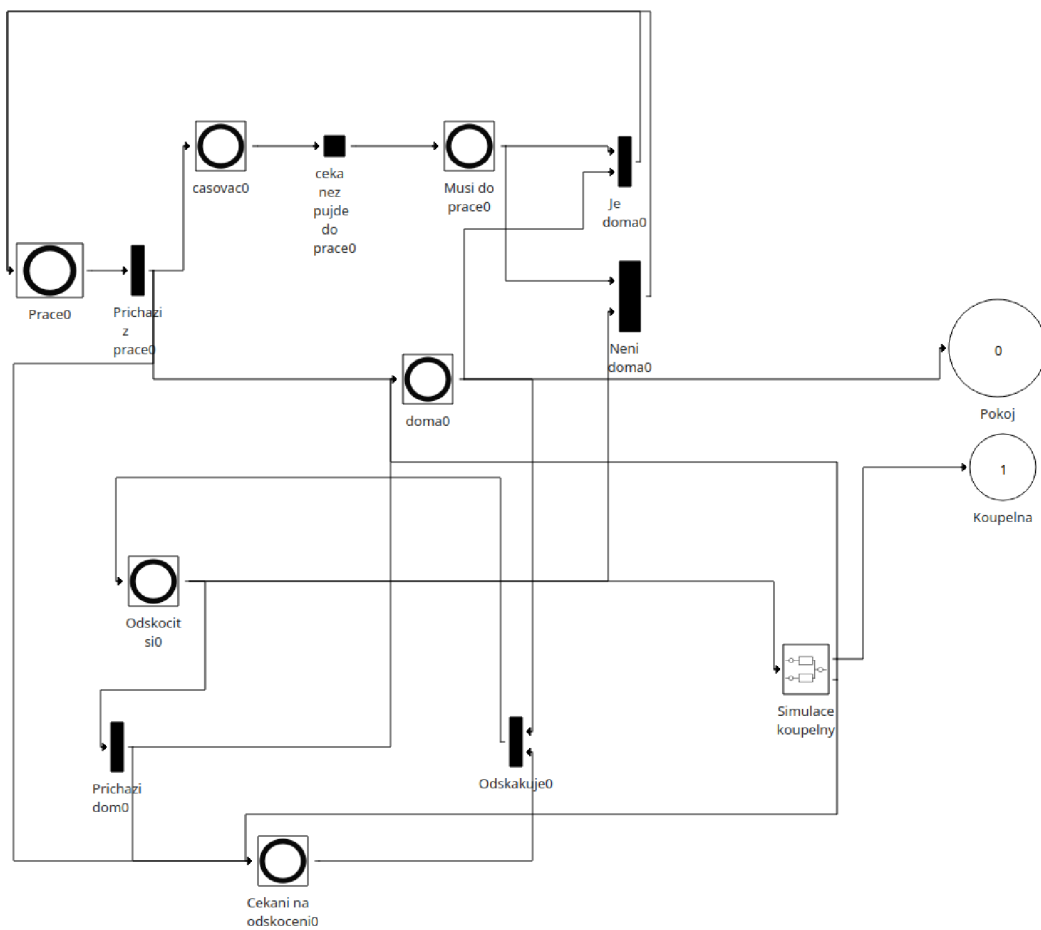 casovac0
ceka
nez
pujde
do
prace0
Musi do
prace0
Je
doma0
Prace0
Prichazi
z
prace0
Neni
doma0
0
Pokoj
doma0
1
Koupelna
Odskocit
si0
Simulace
koupelny
Prichazi
dom0
Odskakuje0
Cekani na
odskoceni0